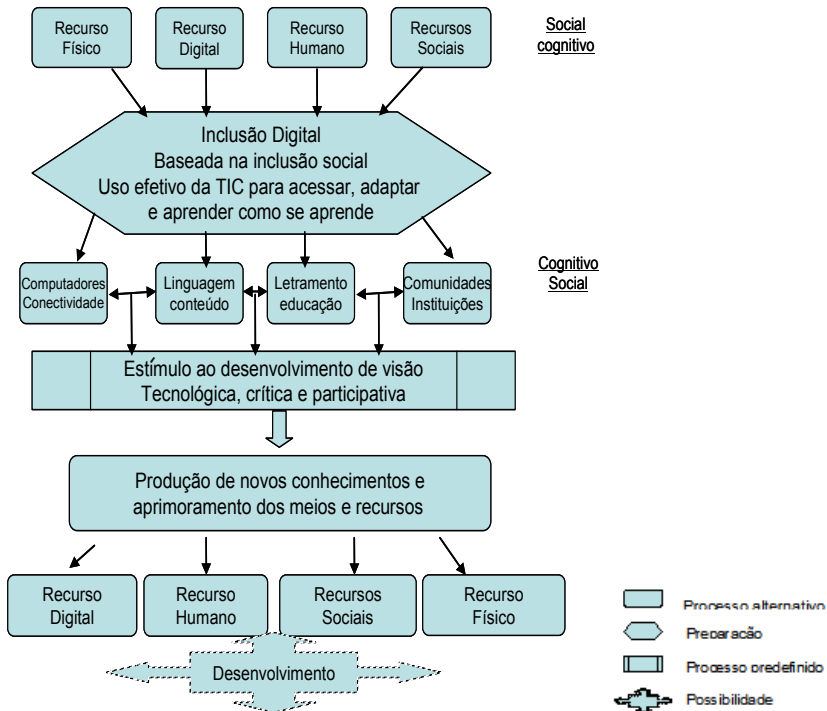 Recurso
Físico
Recurso
Digital
Recurso
Humano
Recursos
Sociais
Social
cognitivo
Inclusão Digital
Baseada na inclusão social
Uso efetivo da TIC para acessar, adaptar
e aprender como se aprende
Computadores
Conectividade
Linguagem
conteúdo
Letramento
educação
Comunidades
Instituições
Cognitivo
Social
Estímulo ao desenvolvimento de visão
Tecnológica, crítica e participativa
Produção de novos conhecimentos e
aprimoramento dos meios e recursos
Recurso
Digital
Recurso
Humano
Recursos
Sociais
Recurso
Físico
Desenvolvimento
Processo alternativo
Preparação
Processo predefinido
Possibilidade